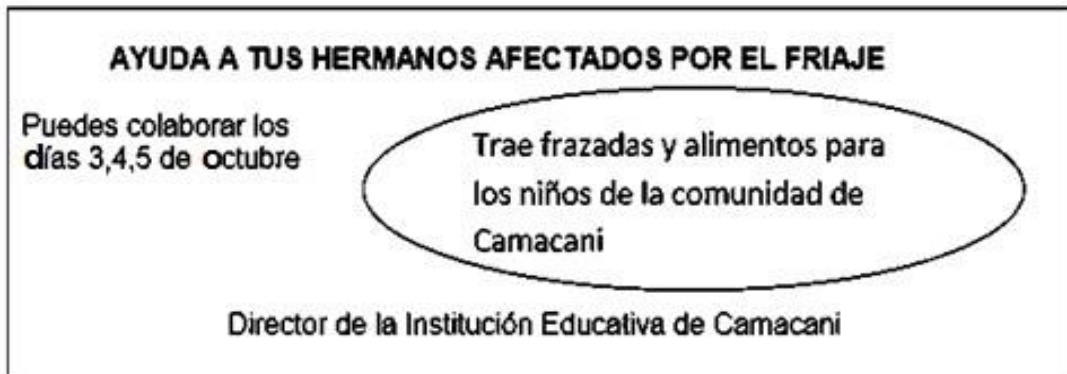 AYUDA A TUS HERMANOS AFECTADOS POR EL FRIAJE
Puedes colaborar los
días 3,4,5 de octubre
Trae frazadas y alimentos para
los niños de la comunidad de
Camacani
Director de la Institución Educativa de Camacani